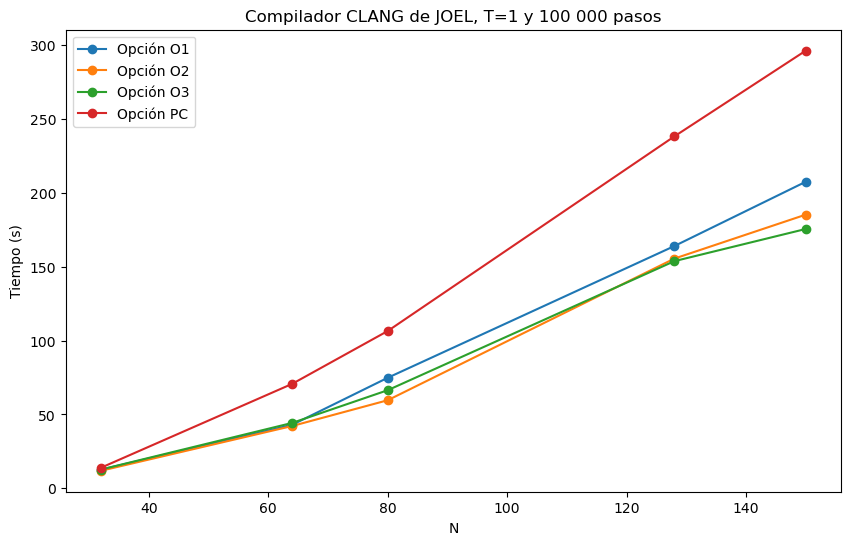 Compilador CLANG de JOEL, T=1 y 100 000 pasos
Opción O1
Opción O2
Opción O3
Opción PC
Tiempo (s)
300
250
200
150
100
50
0
40
60
80
100
120
140
N